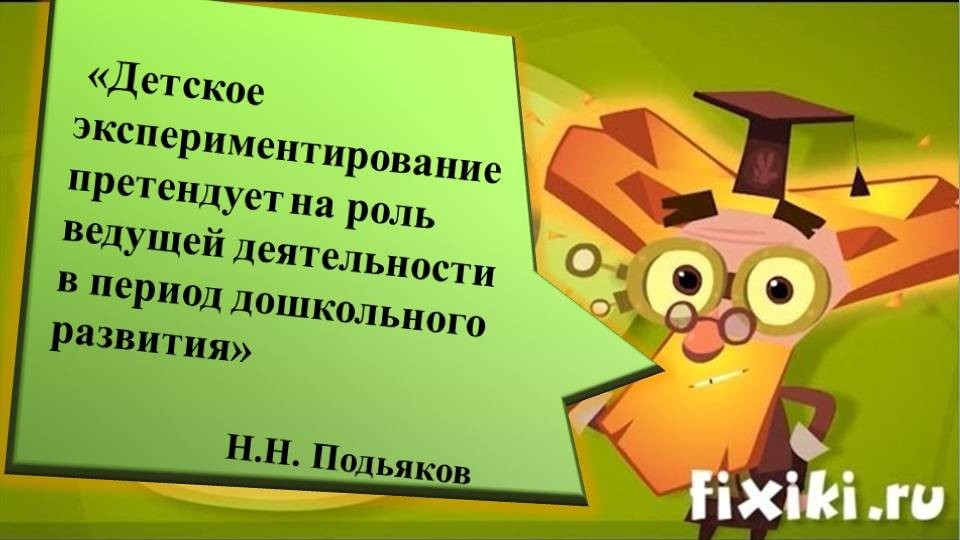 «Детское
экспериментирование
претендует на роль
ведущей деятельности
в период дошкольного
развития»
Н.Н. Подьяков
fixiki.ru